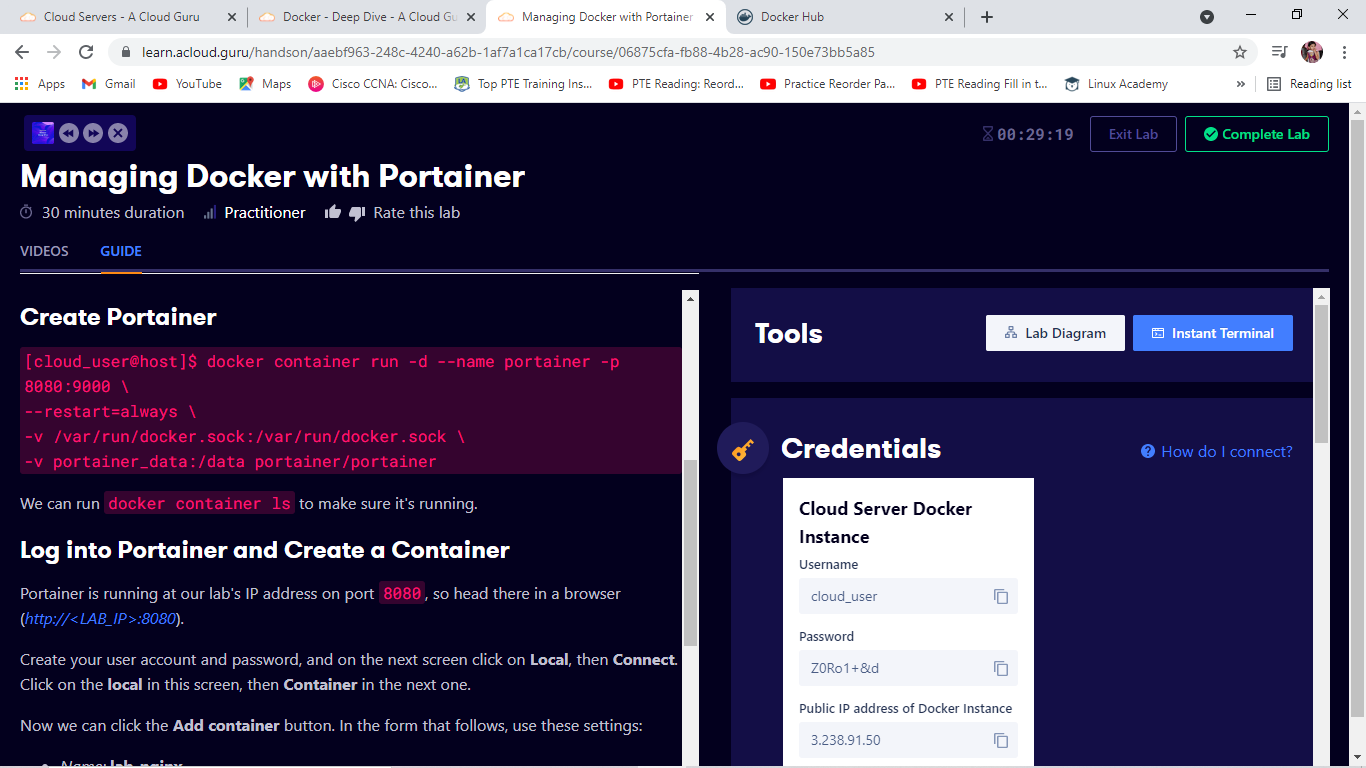 Cloud Servers - A Cloud Guru
Docker - Deep Dive - A Cloud Gu
Managing Docker with Portainer
Docker Hub
learn.acloud.guru/handson/aaebf963-248c-4240-a62b-1af7a1ca17cb/course/06875cfa-fb88-4b28-ac90-150e73bb5a85
Apps
Gmail
YouTube
Maps
Cisco CCNA: Cisco...
Top PTE Training Ins...
PTE Reading: Reord...
Practice Reorder Pa...
PTE Reading Fill in t...
Linux Academy
»
Reading list
00:29:19
Exit Lab
Complete Lab
Managing Docker with Portainer
30 minutes duration
Practitioner
Rate this lab
VIDEOS
GUIDE
Create Portainer
[cloud_user@host]$ docker container run -d --name portainer -p
8080:9000 \
--restart=always \
-v /var/run/docker.sock:/var/run/docker.sock \
-v portainer_data:/data portainer/portainer
We can run docker container ls to make sure it's running.
Log into Portainer and Create a Container
Portainer is running at our lab's IP address on port 8080, so head there in a browser
(http://<LAB_IP>:8080).
Create your user account and password, and on the next screen click on Local, then Connect.
Click on the local in this screen, then Container in the next one.
Now we can click the Add container button. In the form that follows, use these settings:
• Name: lab_nginx
Tools
Lab Diagram
Instant Terminal
Credentials
How do I connect?
Cloud Server Docker
Instance
Username
cloud_user
Password
Z0Ro1+&d
Public IP address of Docker Instance
3.238.91.50